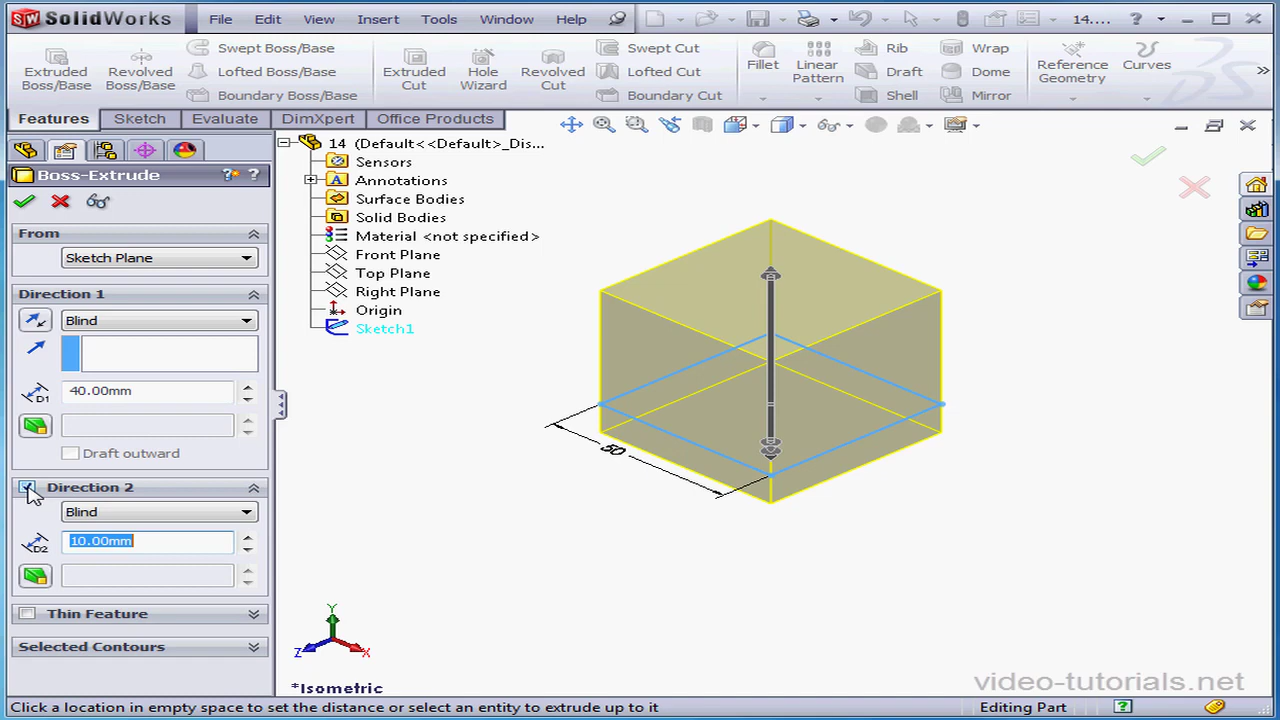 SolidWorks File Edit View Insert Tools Window Help 14.... ?
Extruded Boss/Base Revolved Boss/Base Swept Boss/Base Lofted Boss/Base Boundary Boss/Base Extruded Cut Hole Wizard Revolved Cut Swept Cut Lofted Cut Boundary Cut Fillet Linear Pattern Rib Draft Shell Wrap Dome Mirror Reference Geometry Curves
Features Sketch Evaluate DimXpert Office Products
Boss-Extrude
From
Sketch Plane
Direction 1
Blind
D1 40.00mm
Draft outward
Direction 2
Blind
D2 10.00mm
Thin Feature
Selected Contours
14 (Default<<Default>_Dis...
Sensors
Annotations
Surface Bodies
Solid Bodies
Material <not specified>
Front Plane
Top Plane
Right Plane
Origin
Sketch1
50
Y
Z X
*Isometric
video-tutorials.net
Click a location in empty space to set the distance or select an entity to extrude up to it Editing Part ?